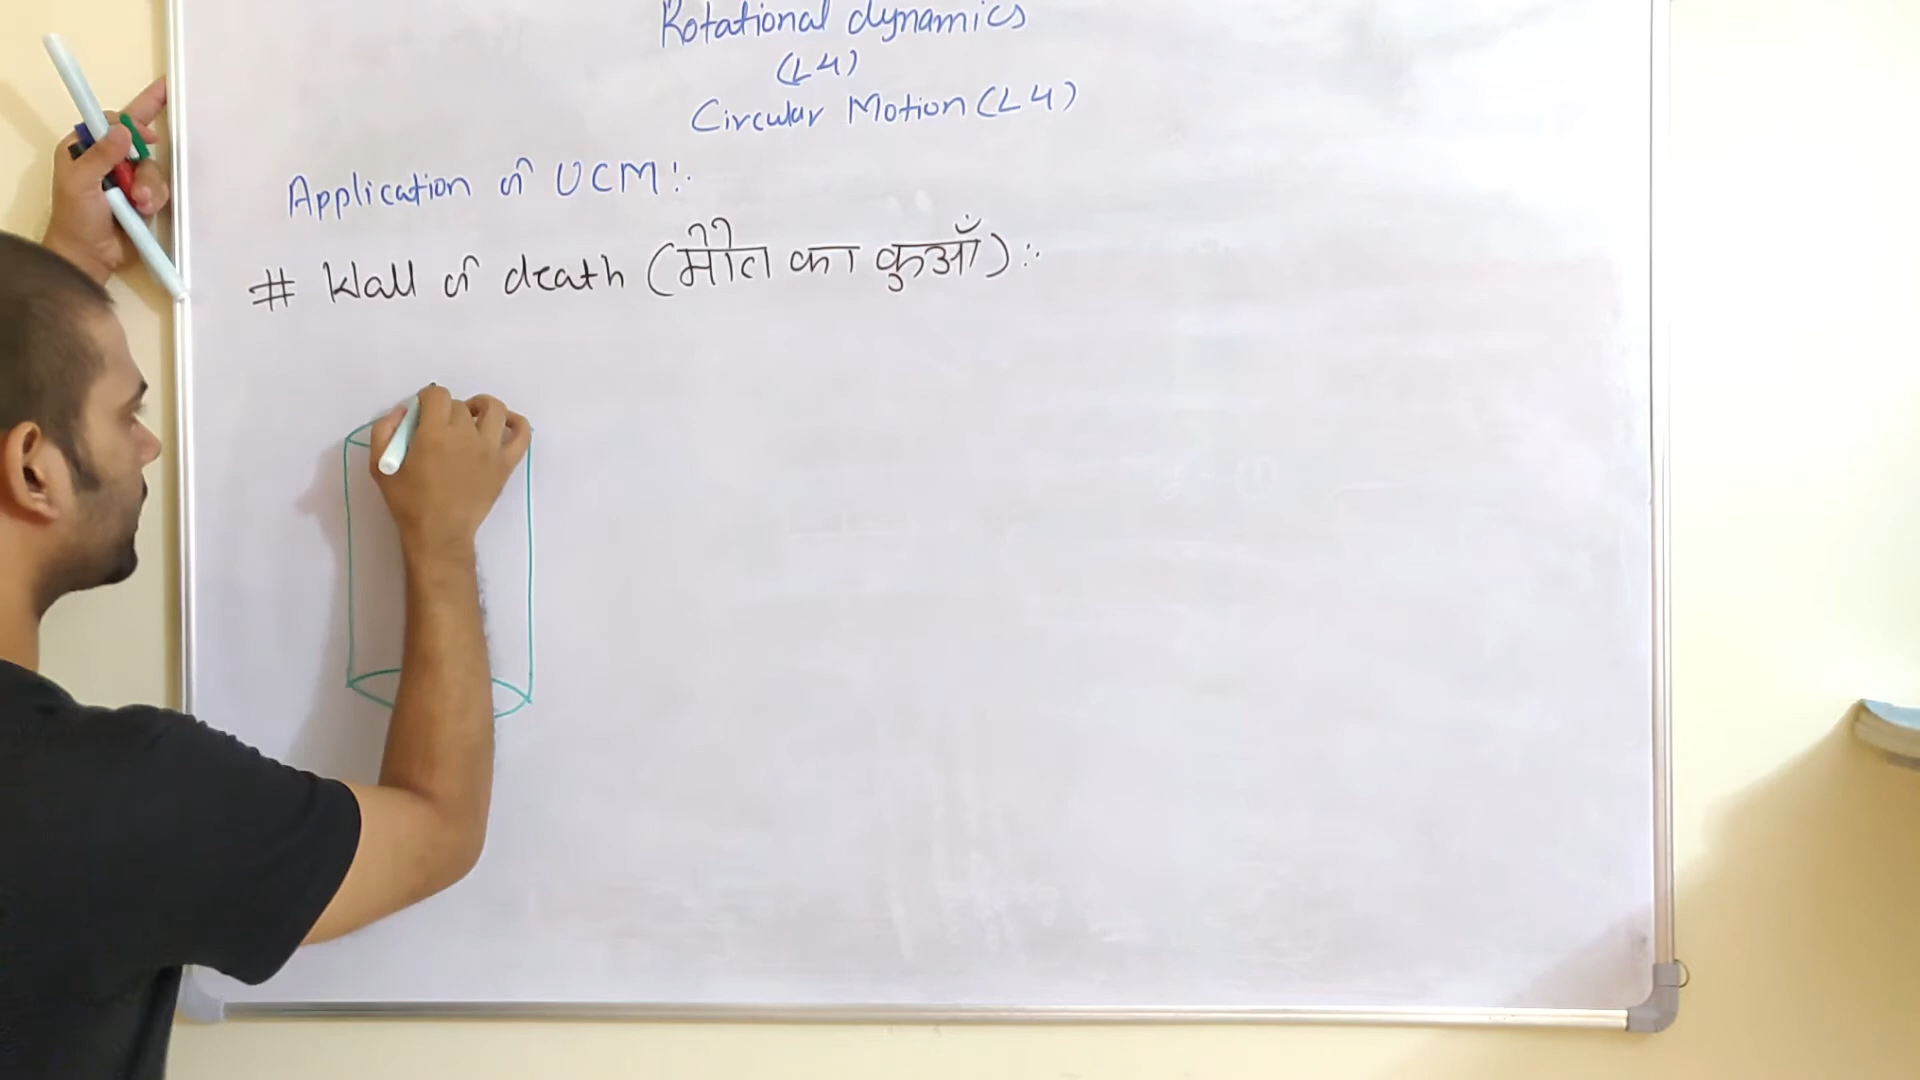 Rotational dynamics
(L4)
Circular Motion (L4)
Application of UCM:-
# Wall of death (मौत का कुआँ):-